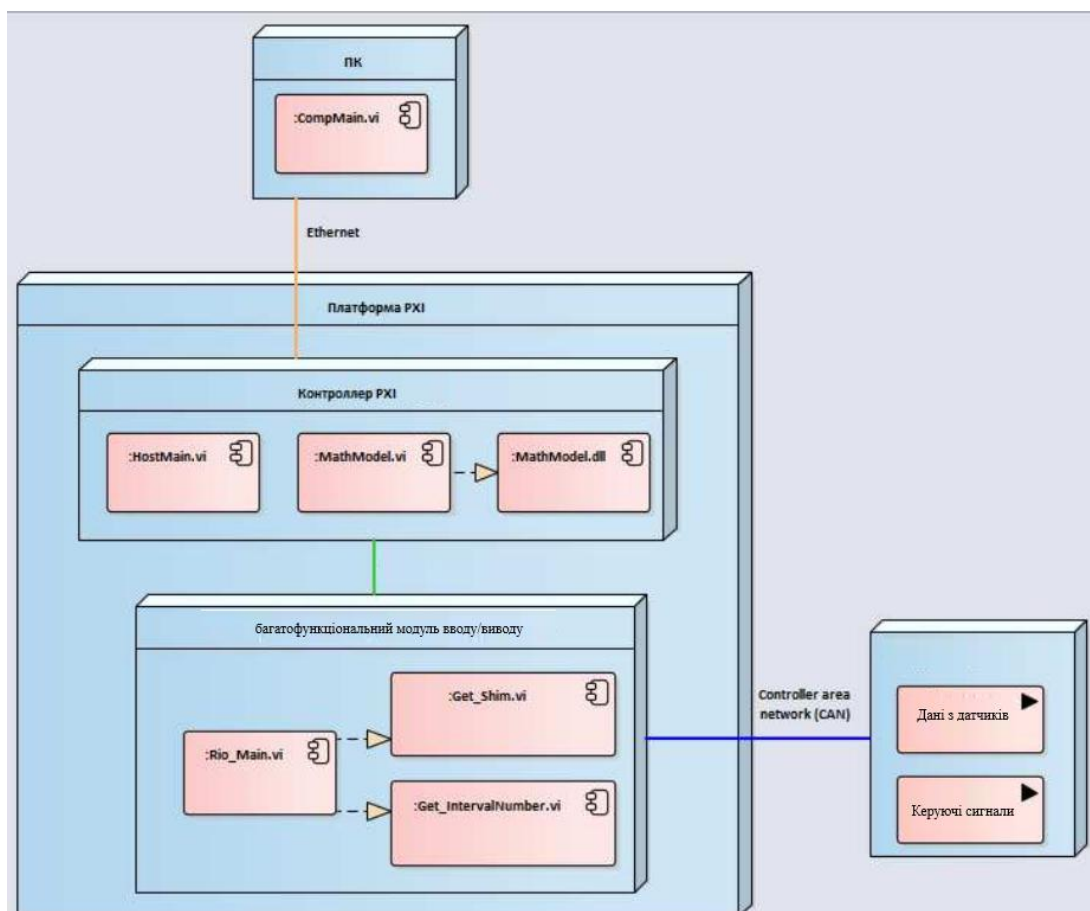 ПК
:CompMain.vi
Ethernet
Платформа PXI
Контроллер PXI
:HostMain.vi
:MathModel.vi
:MathModel.dll
багатофункціональний модуль вводу/виводу
:Get_Shim.vi
:Rio_Main.vi
:Get_IntervalNumber.vi
Controller area
network (CAN)
Дані з датчиків
Керуючі сигнали